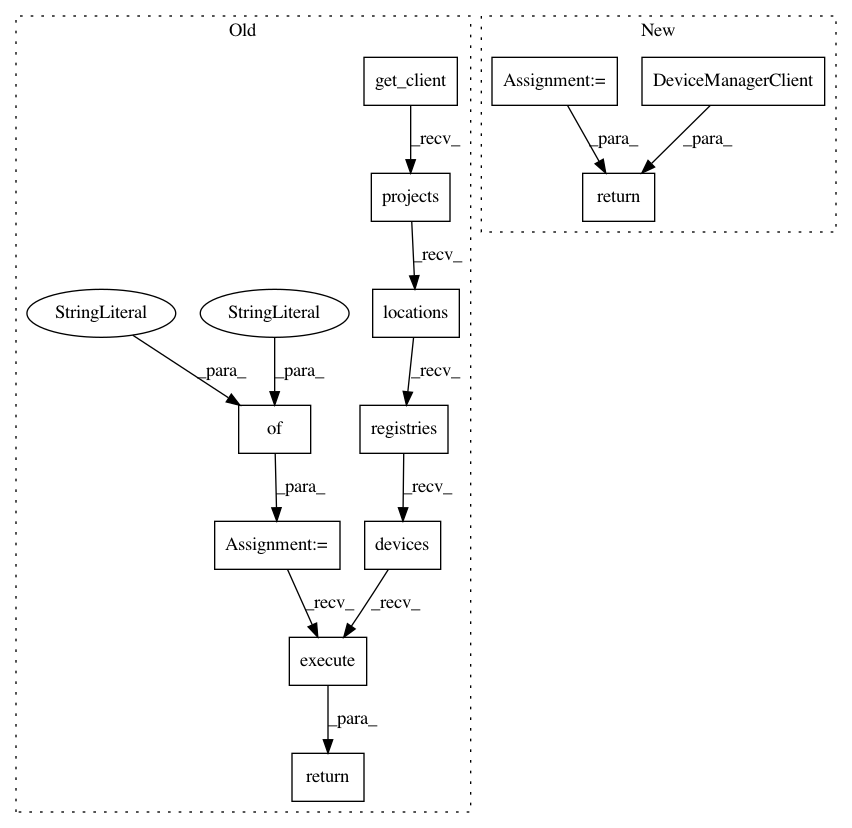 Old
New
get_client
Assignment:=
DeviceManagerClient
_recv_
_para_
_para_
projects
return
_recv_
StringLiteral
StringLiteral
locations
_para_
_para_
_recv_
of
registries
_para_
_recv_
Assignment:=
devices
_recv_
_recv_
execute
_para_
return